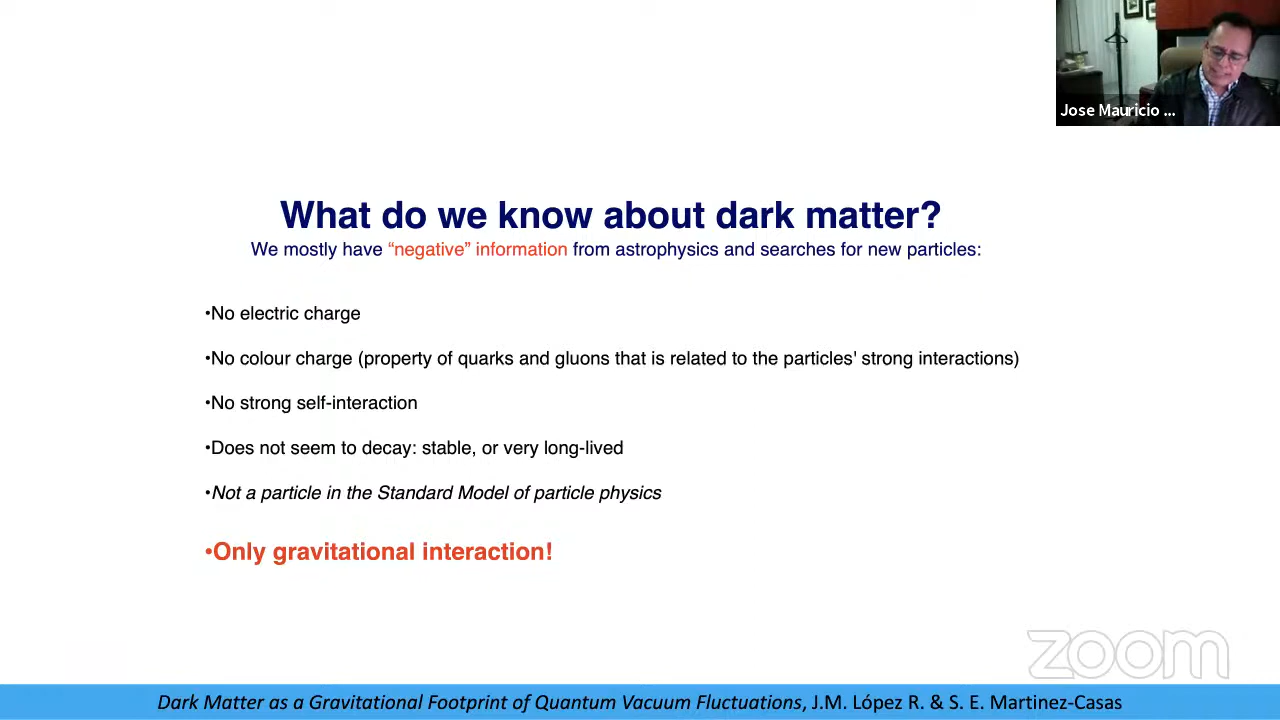 Jose Mauricio ...
What do we know about dark matter?
We mostly have “negative” information from astrophysics and searches for new particles:
•No electric charge
•No colour charge (property of quarks and gluons that is related to the particles' strong interactions)
•No strong self-interaction
•Does not seem to decay: stable, or very long-lived
•Not a particle in the Standard Model of particle physics
•Only gravitational interaction!
zoom
Dark Matter as a Gravitational Footprint of Quantum Vacuum Fluctuations, J.M. López R. & S. E. Martinez-Casas